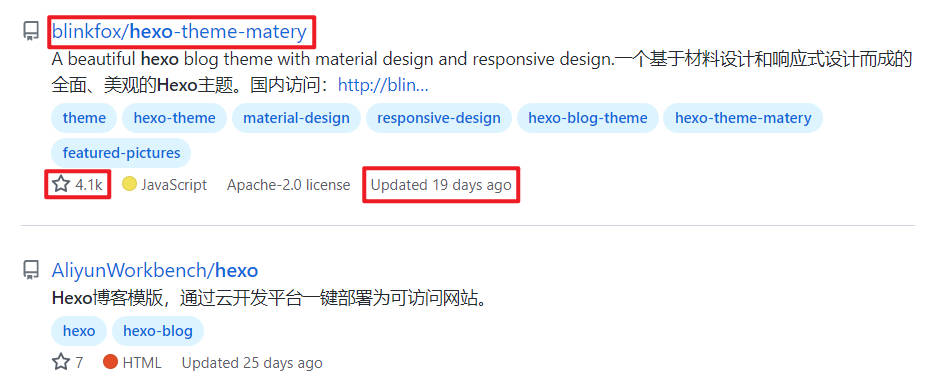 blinkfox/hexo-theme-matery
A beautiful hexo blog theme with material design and responsive design.一个基于材料设计和响应式设计而成的
全面、美观的Hexo主题。国内访问：http://blin…
theme hexo-theme material-design responsive-design hexo-blog-theme hexo-theme-matery
featured-pictures
4.1k JavaScript Apache-2.0 license Updated 19 days ago
AliyunWorkbench/hexo
Hexo博客模版，通过云开发平台一键部署为可访问网站。
hexo hexo-blog
7 HTML Updated 25 days ago